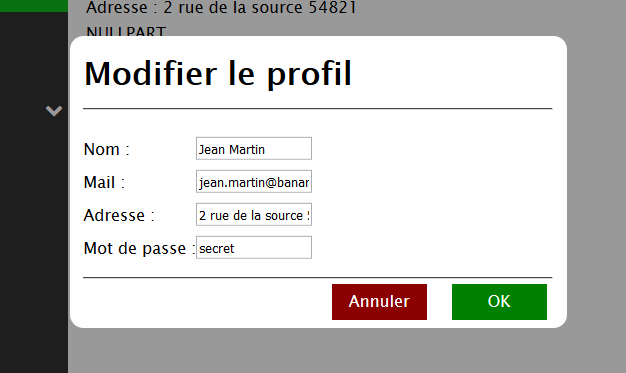 Adresse : 2 rue de la source 54821
NULLPART
Modifier le profil
Nom : Jean Martin
Mail : jean.martin@banar
Adresse : 2 rue de la source
Mot de passe : secret
Annuler OK